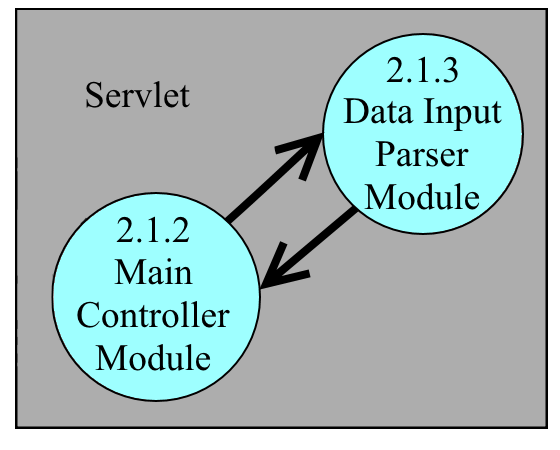 Servlet
2.1.3
Data Input
Parser
Module
2.1.2
Main
Controller
Module